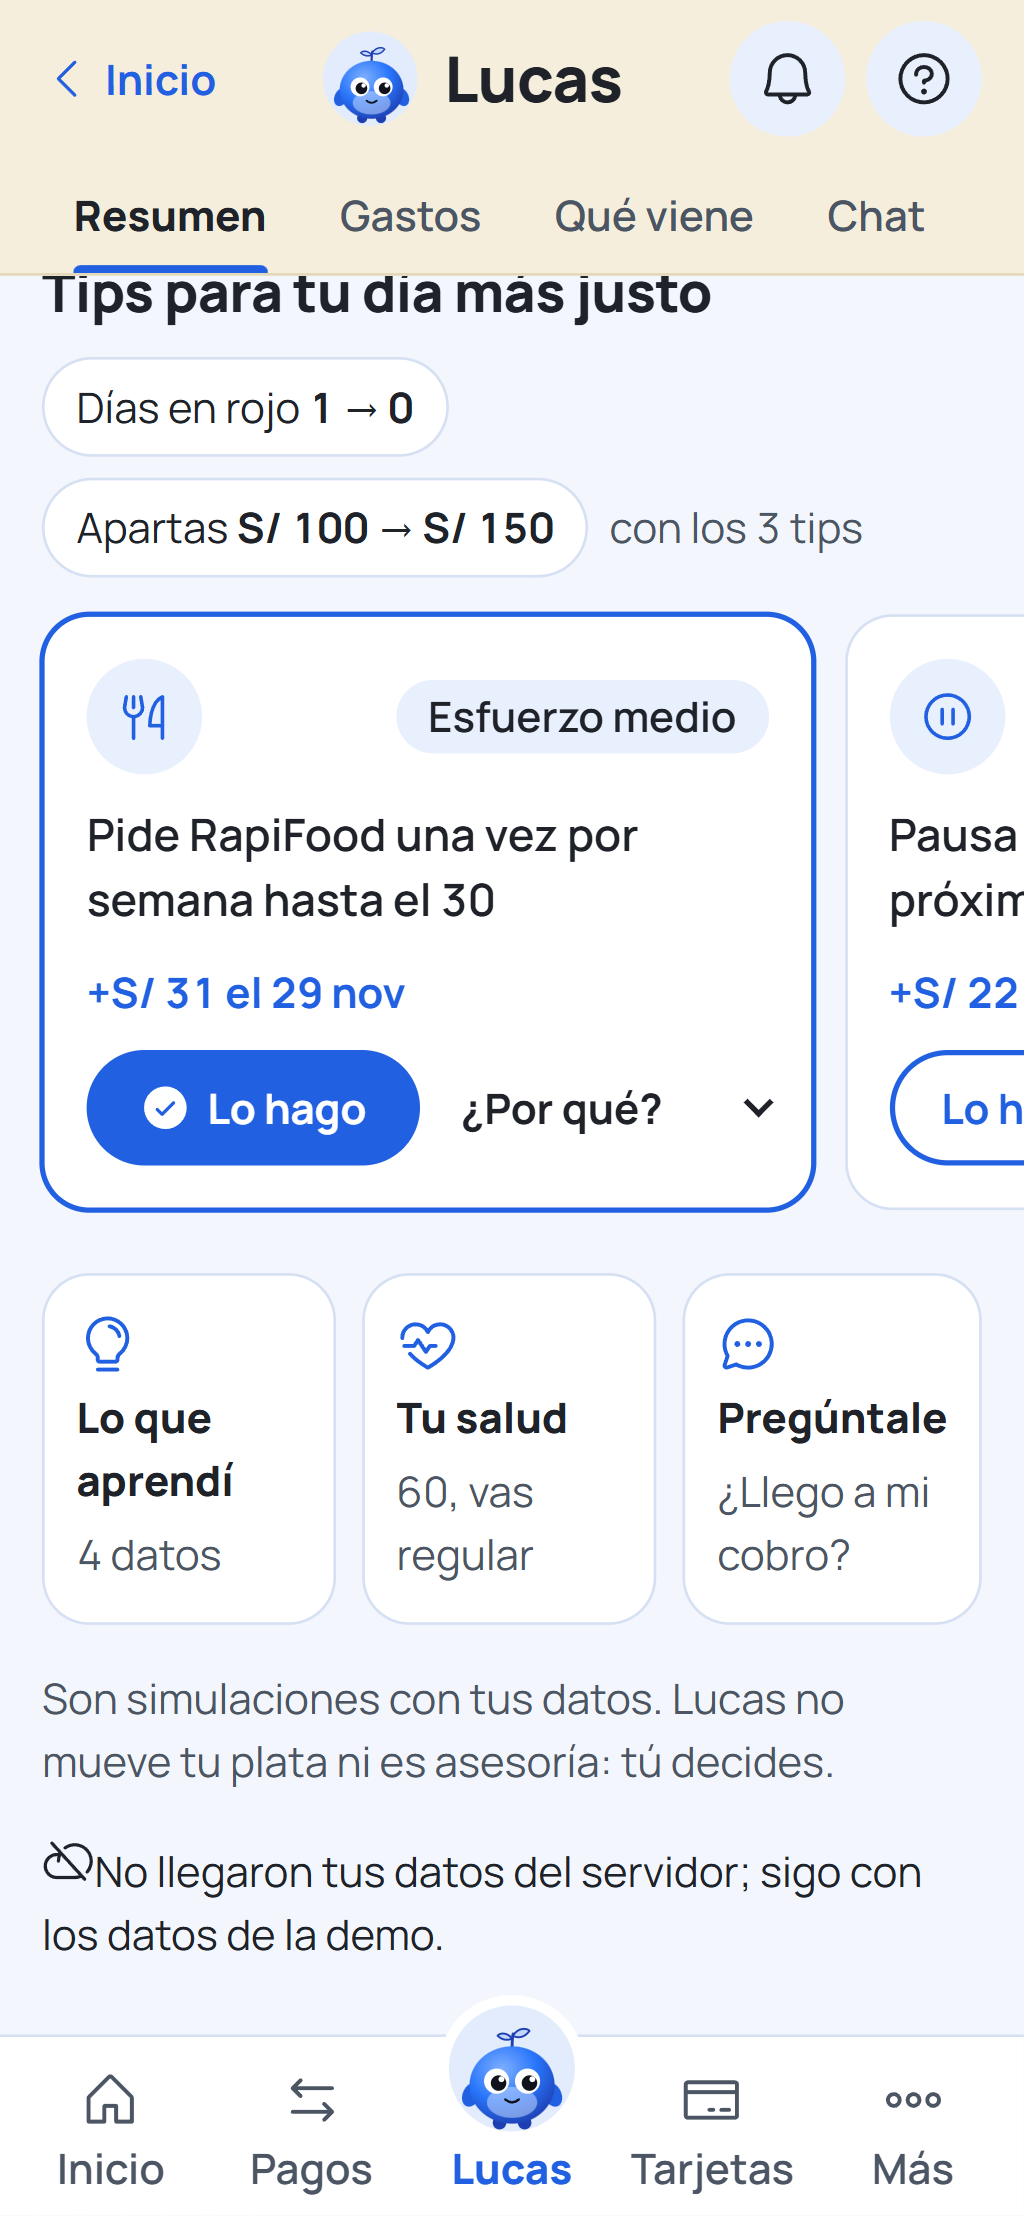 Inicio
Lucas
Resumen
Gastos
Qué viene
Chat
Tips para tu día más justo
Días en rojo 1 → 0
Apartas S/ 100 → S/ 150
con los 3 tips
Esfuerzo medio
Pide RapiFood una vez por
semana hasta el 30
+S/ 31 el 29 nov
Lo hago
¿Por qué?
Pausa
+S/ 22
Lo que
aprendí
4 datos
Tu salud
60, vas
regular
Pregúntale
¿Llego a mi
cobro?
Son simulaciones con tus datos. Lucas no
mueve tu plata ni es asesoría: tú decides.
No llegaron tus datos del servidor; sigo con
los datos de la demo.
Inicio
Pagos
Lucas
Tarjetas
Más